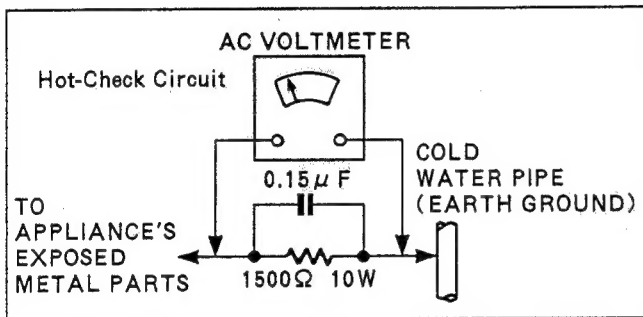 AC VOLTMETER
Hot-Check Circuit
COLD
WATER PIPE
(EARTH GROUND)
0.15μF
TO
APPLIANCE'S
EXPOSED
METAL PARTS
1500Ω 10W